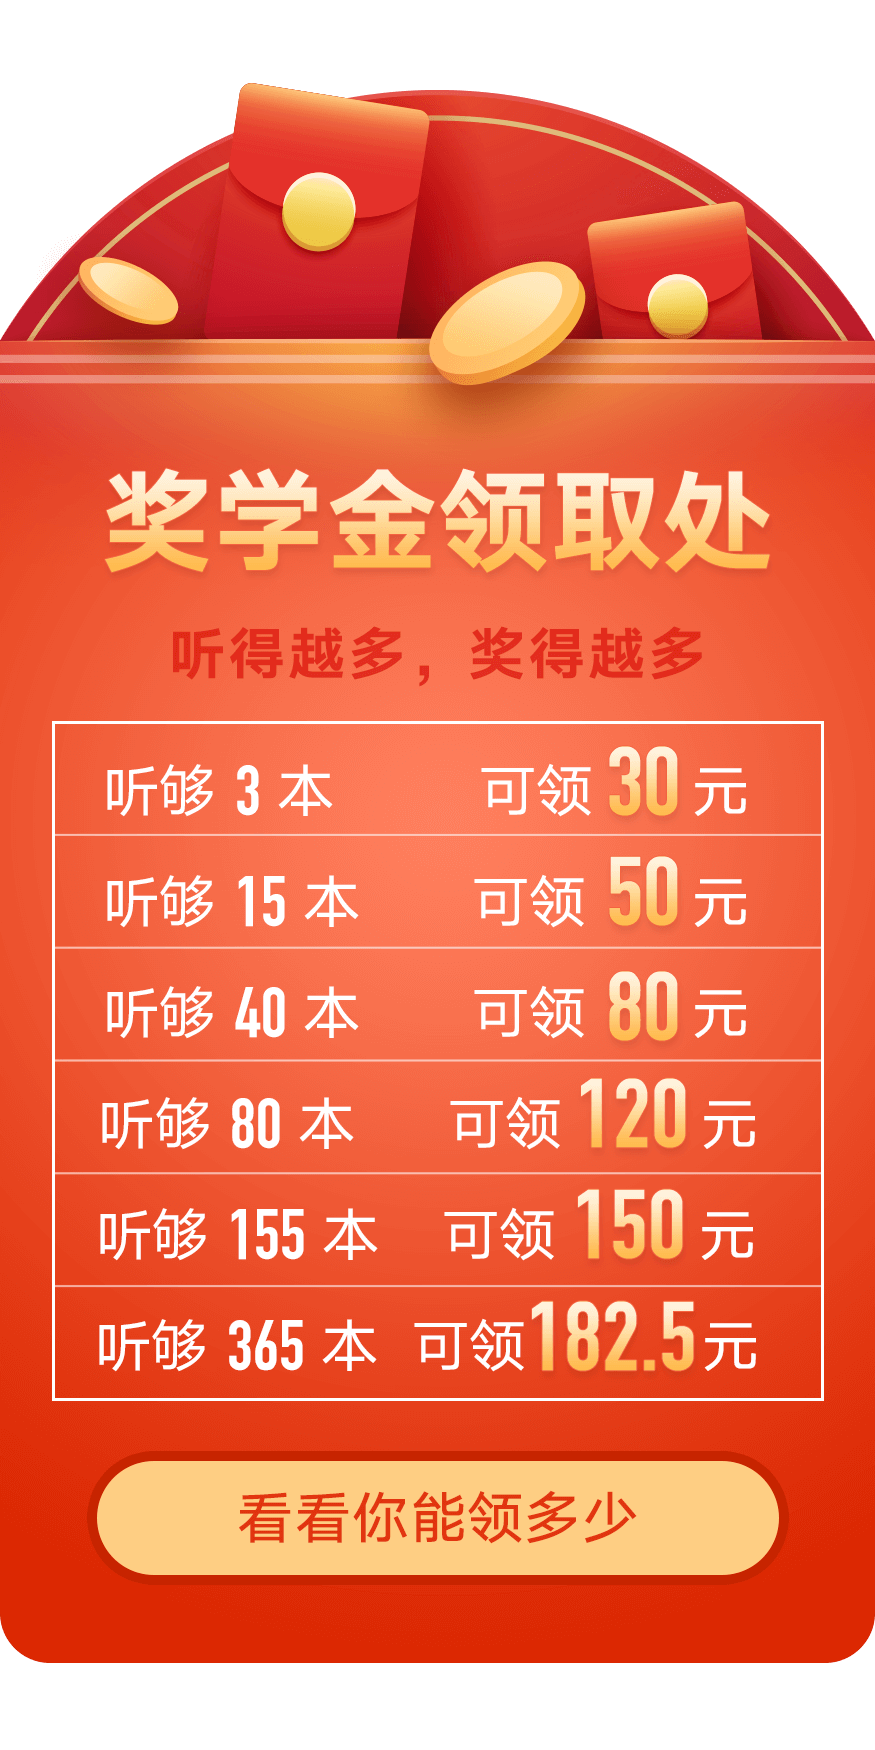 奖学金领取处
听得越多，奖得越多
听够 3 本 可领 30 元
听够 15 本 可领 50 元
听够 40 本 可领 80 元
听够 80 本 可领 120 元
听够 155 本 可领 150 元
听够 365 本 可领 182.5 元
看看你能领多少